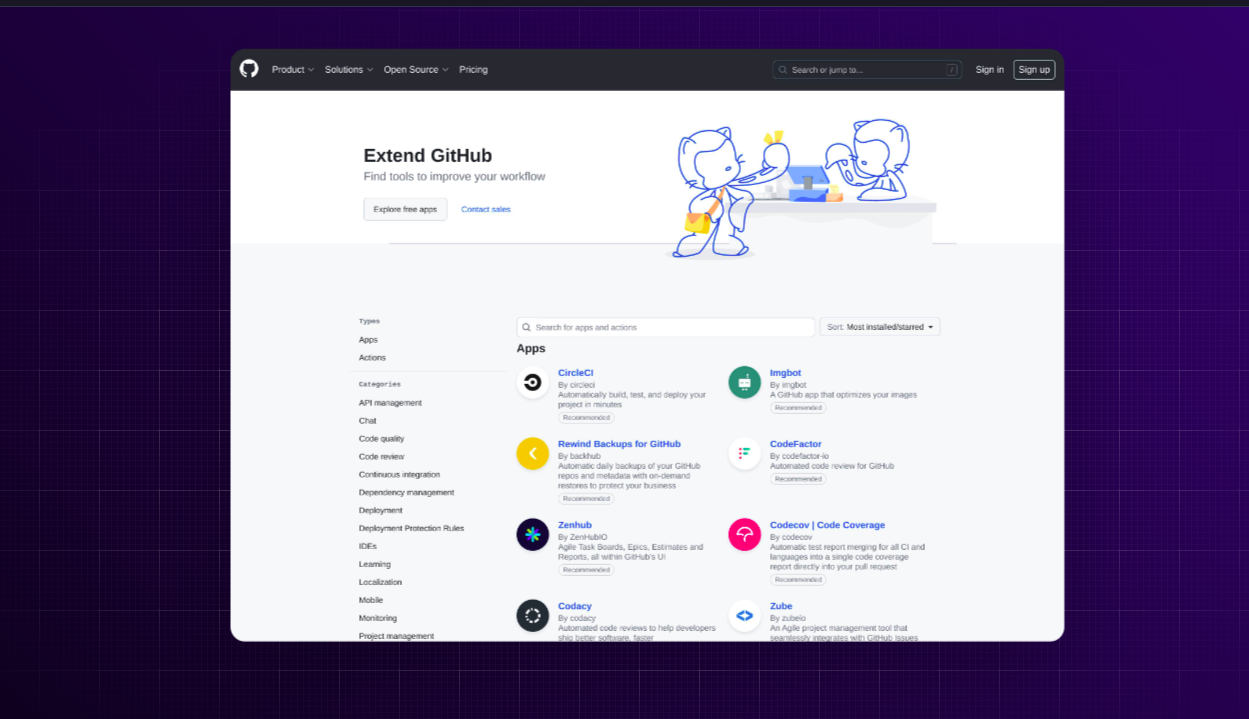 Product
Solutions
Open Source
Pricing
Search or jump to...
/
Sign in
Sign up
Extend GitHub
Find tools to improve your workflow
Explore free apps
Contact sales
Types
Apps
Actions
Categories
API management
Chat
Code quality
Code review
Continuous integration
Dependency management
Deployment
Deployment Protection Rules
IDEs
Learning
Localization
Mobile
Monitoring
Project management
Search for apps and actions
Sort: Most installed/starred
Apps
CircleCI
By circleci
Automatically build, test, and deploy your
project in minutes
Recommended
Imgbot
By imgbot
A GitHub app that optimizes your images
Recommended
Rewind Backups for GitHub
By backhub
Automatic daily backups of your GitHub
repos and metadata with on-demand
restores to protect your business
Recommended
CodeFactor
By codefactor-io
Automated code review for GitHub
Recommended
Zenhub
By ZenHubIO
Agile Task Boards, Epics, Estimates and
Reports, all within GitHub's UI
Recommended
Codecov | Code Coverage
By codecov
Automatic test report merging for all CI and
languages into a single code coverage
report directly into your pull request
Recommended
Codacy
By codacy
Automated code reviews to help developers
ship better software, faster
Zube
By zubeio
An Agile project management tool that
seamlessly integrates with GitHub Issues